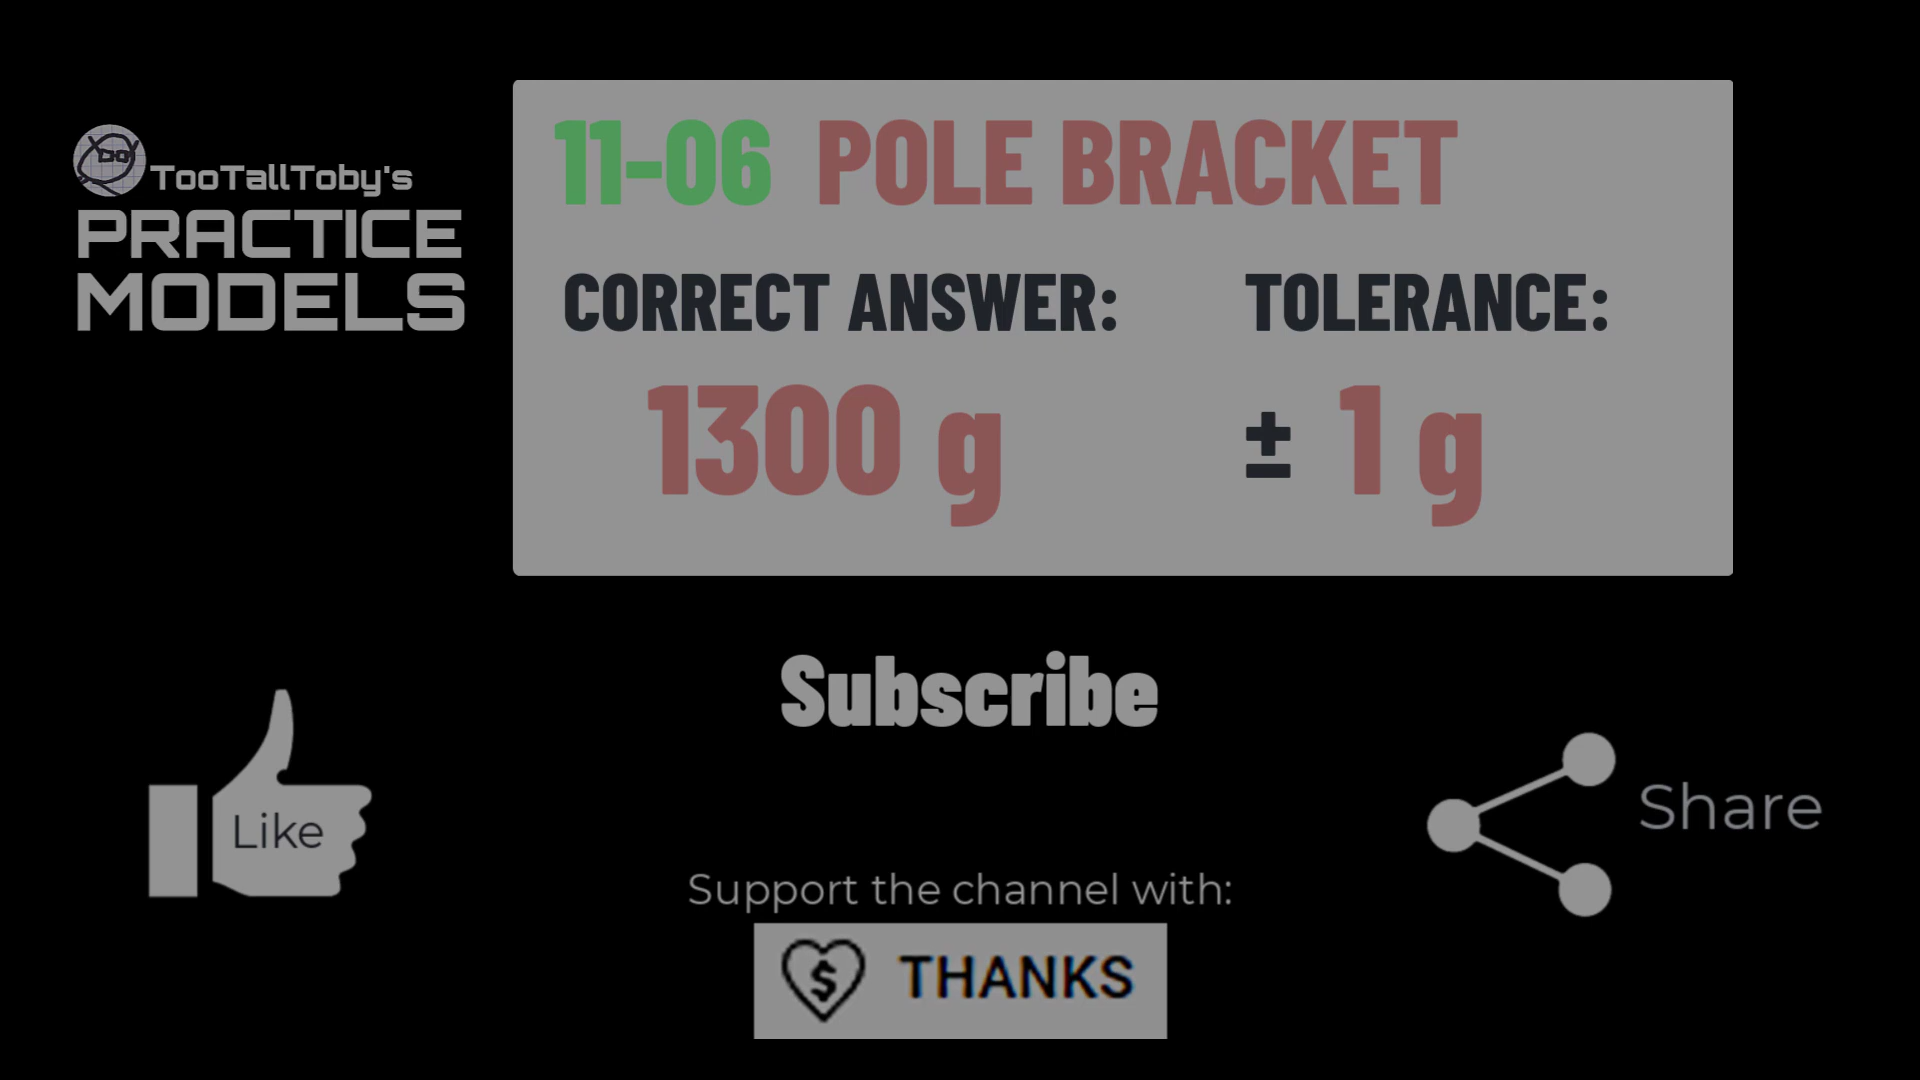 TooTallToby's
PRACTICE
MODELS
11-06 POLE BRACKET
CORRECT ANSWER: TOLERANCE:
1300 g ± 1 g
Subscribe
Like
Share
Support the channel with:
$ THANKS